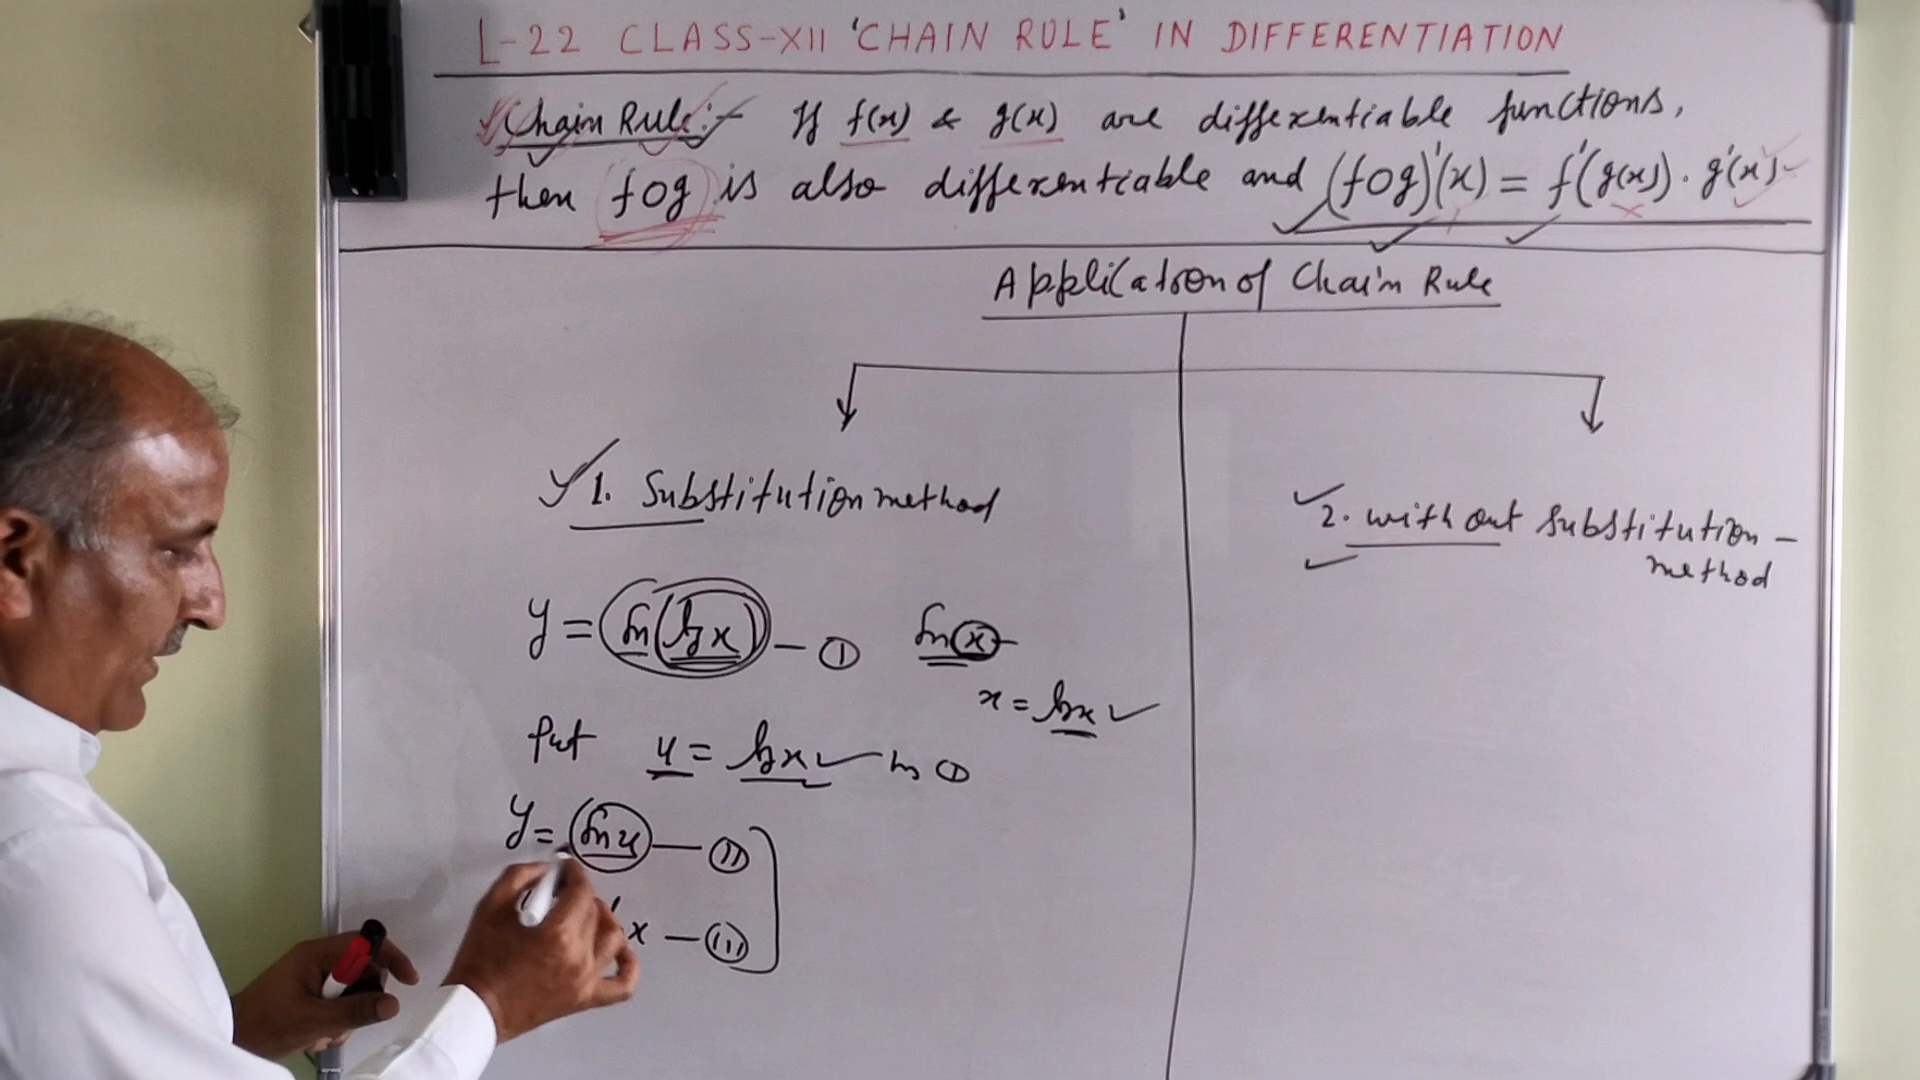 L-22 CLASS-XII 'CHAIN RULE' IN DIFFERENTIATION
Chain Rule:- If f(x) & g(x) are differentiable functions,
then fog is also differentiable and (fog)'(x) = f'(g(x)). g'(x).
Application of Chain Rule
1. Substitution method
2. without substitution-
method
y = sin(log x) - ①
sin(x)
x = log x
Put u = log x in ①
y = sin u - ⑪
x - (III)